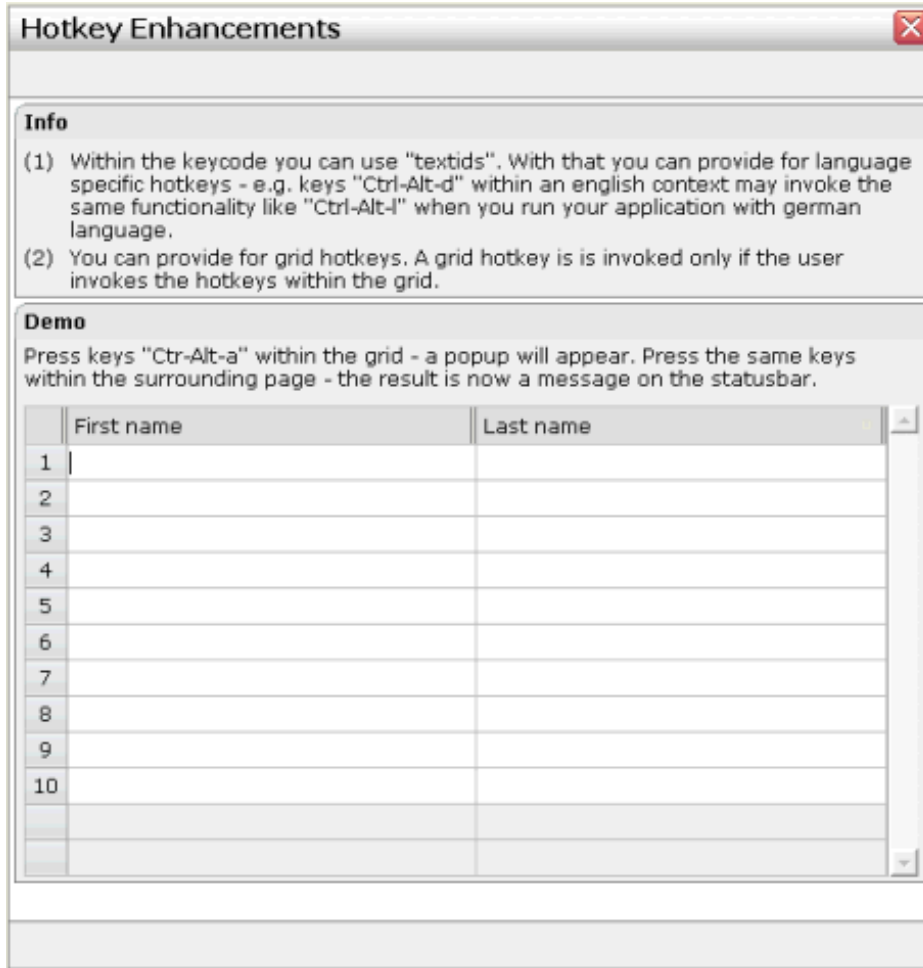 Hotkey Enhancements
Info
(1) Within the keycode you can use "textids". With that you can provide for language
specific hotkeys - e.g. keys "Ctrl-Alt-d" within an english context may invoke the
same functionality like "Ctrl-Alt-l" when you run your application with german
language.
(2) You can provide for grid hotkeys. A grid hotkey is is invoked only if the user
invokes the hotkeys within the grid.
Demo
Press keys "Ctr-Alt-a" within the grid - a popup will appear. Press the same keys
within the surrounding page - the result is now a message on the statusbar.
First name Last name
1
2
3
4
5
6
7
8
9
10